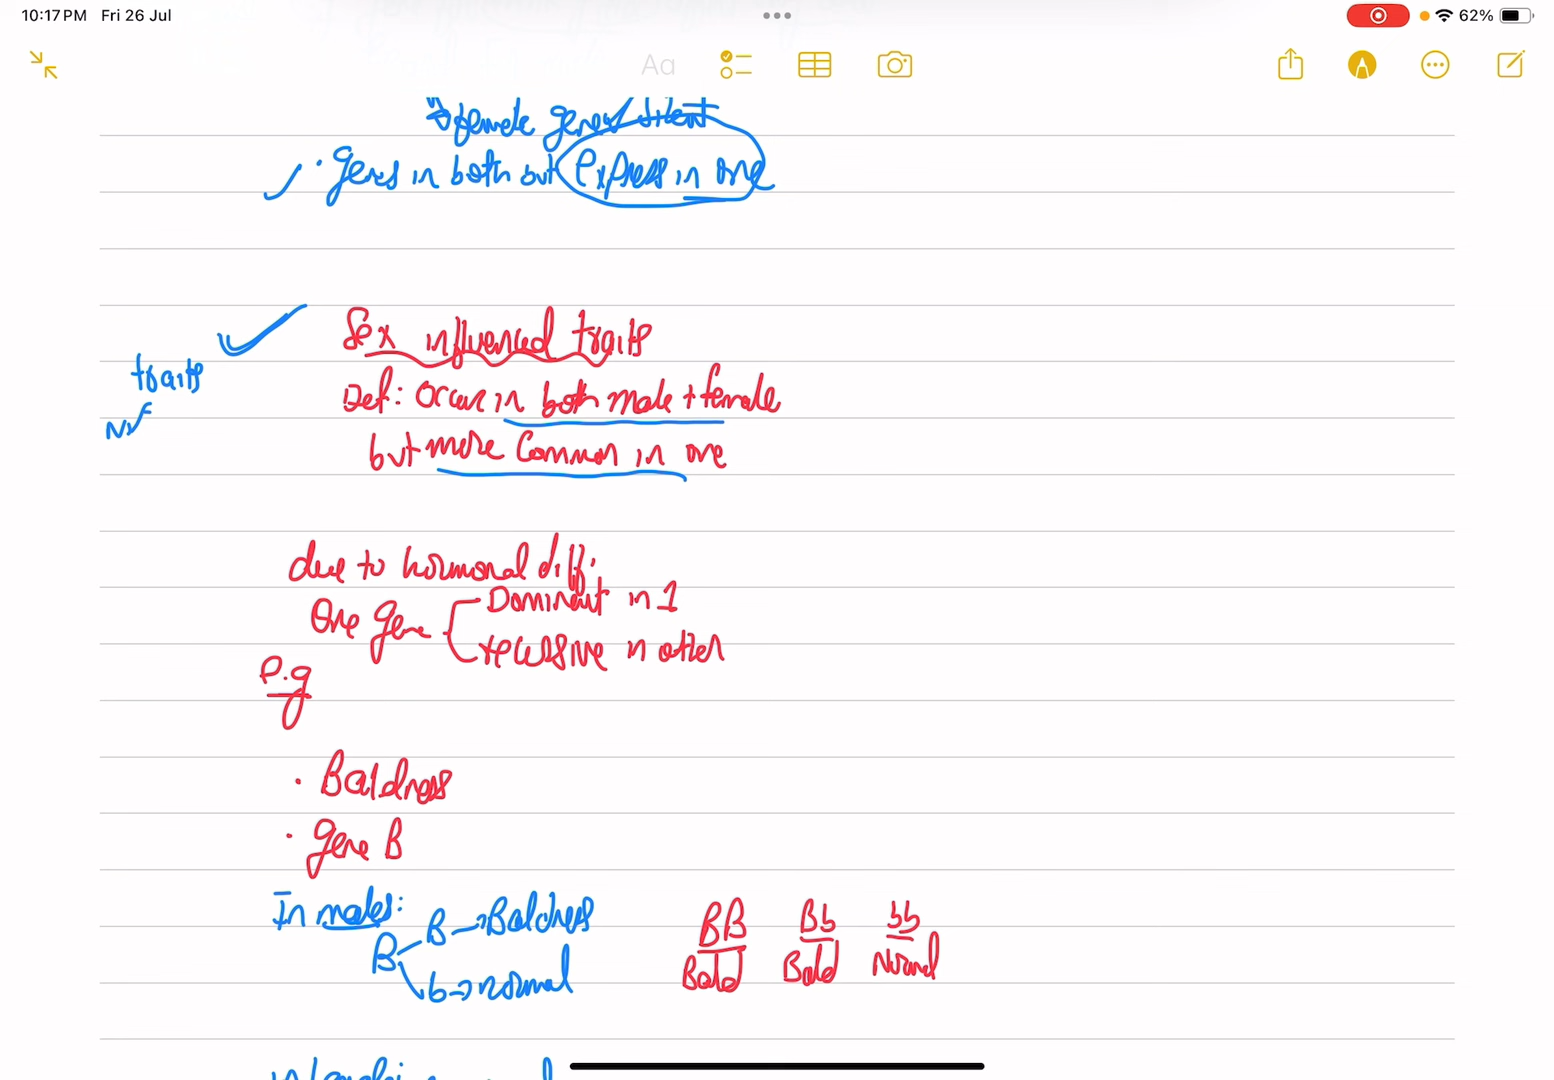 10:17 PM Fri 26 Jul
62%
Aa
female genes silent
· genes in both but express in one
Sex influenced traits
traits
Def: Occur in both male + female
but more Common in one
due to hormonal diff.
One gene
Dominant in 1
recessive in other
e.g
· Baldness
· gene B
In males:
B → Baldness
B
b → normal
BB Bb bb
Bald Bald Normal